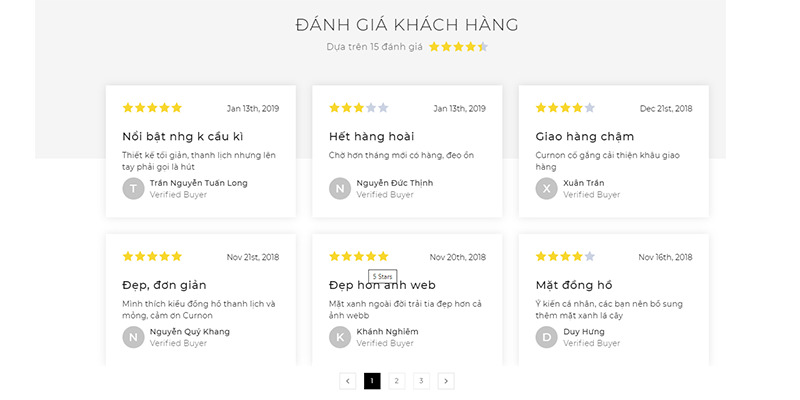 ĐÁNH GIÁ KHÁCH HÀNG
Dựa trên 15 đánh giá
Jan 13th, 2019
Nổi bật nhg k cầu kì
Thiết kế tối giản, thanh lịch nhưng lên
tay phải gọi là hút
T
Trần Nguyễn Tuấn Long
Verified Buyer
Jan 13th, 2019
Hết hàng hoài
Chờ hơn tháng mới có hàng, đeo ổn
N
Nguyễn Đức Thịnh
Verified Buyer
Dec 21st, 2018
Giao hàng chậm
Curnon cố gắng cải thiện khâu giao
hàng
X
Xuân Trần
Verified Buyer
Nov 21st, 2018
Đẹp, đơn giản
Mình thích kiểu đồng hồ thanh lịch và
mỏng, cảm ơn Curnon
N
Nguyễn Quý Khang
Verified Buyer
Nov 20th, 2018
5 Stars
Đẹp hơn ảnh web
Mặt xanh ngoài đời trải tia đẹp hơn cả
ảnh webb
K
Khánh Nghiêm
Verified Buyer
Nov 16th, 2018
Mặt đồng hồ
Ý kiến cá nhân, các bạn nên bổ sung
thêm mặt xanh lá cây
D
Duy Hưng
Verified Buyer
‹ 1 2 3 ›